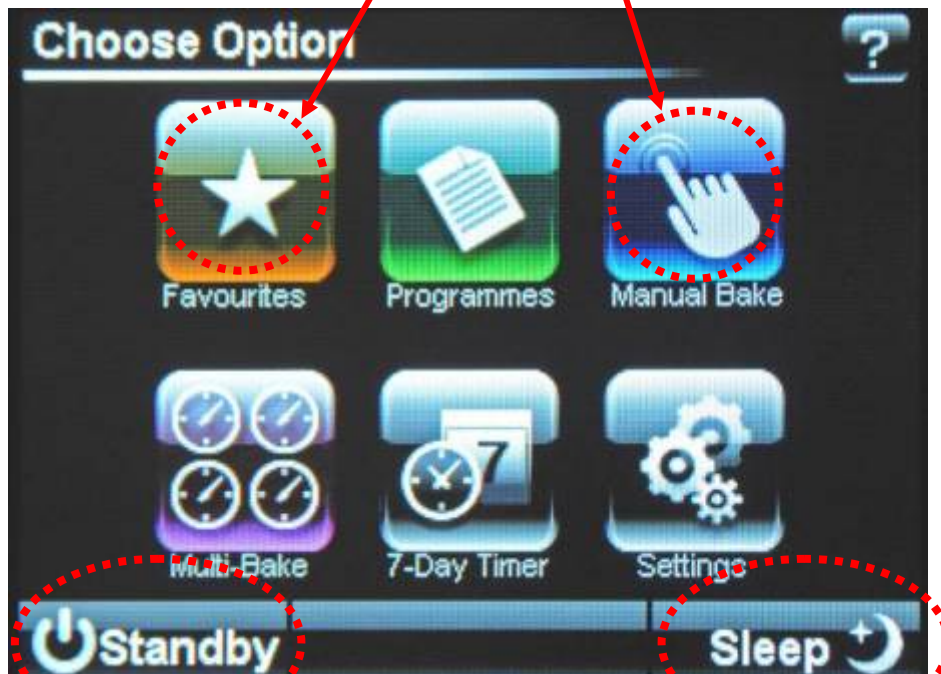 Choose Option
?
Favourites Programmes Manual Bake
7
Multi-Bake 7-Day Timer Settings
Standby Sleep